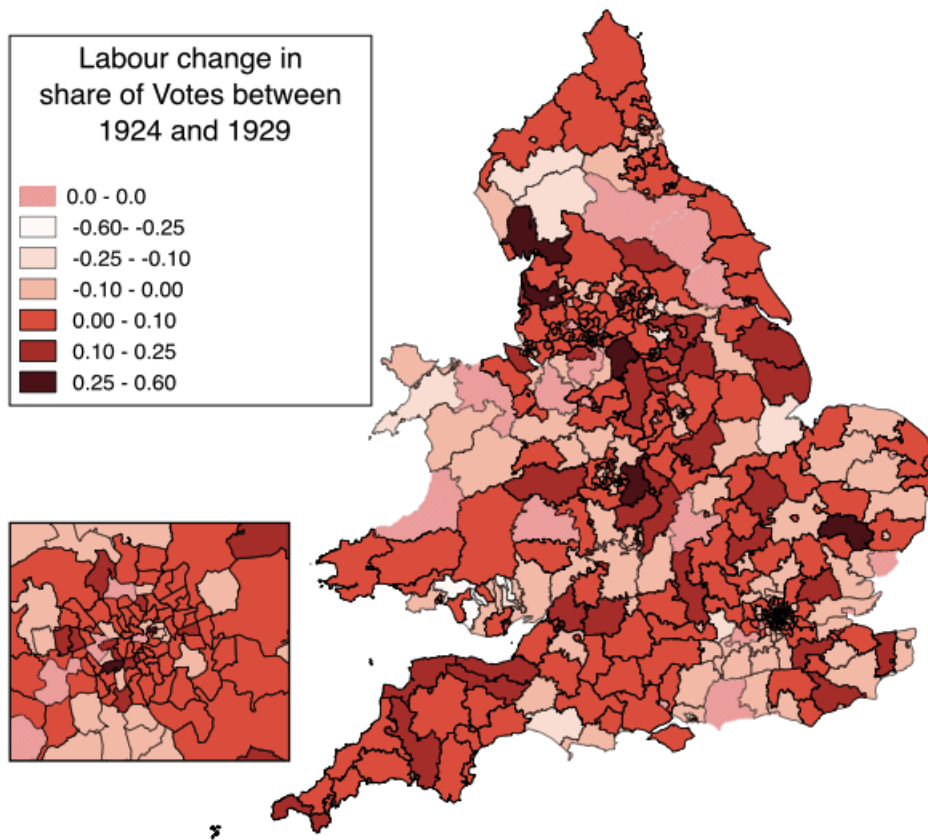 Labour change in
share of Votes between
1924 and 1929
0.0 - 0.0
-0.60- -0.25
-0.25 - -0.10
-0.10 - 0.00
0.00 - 0.10
0.10 - 0.25
0.25 - 0.60